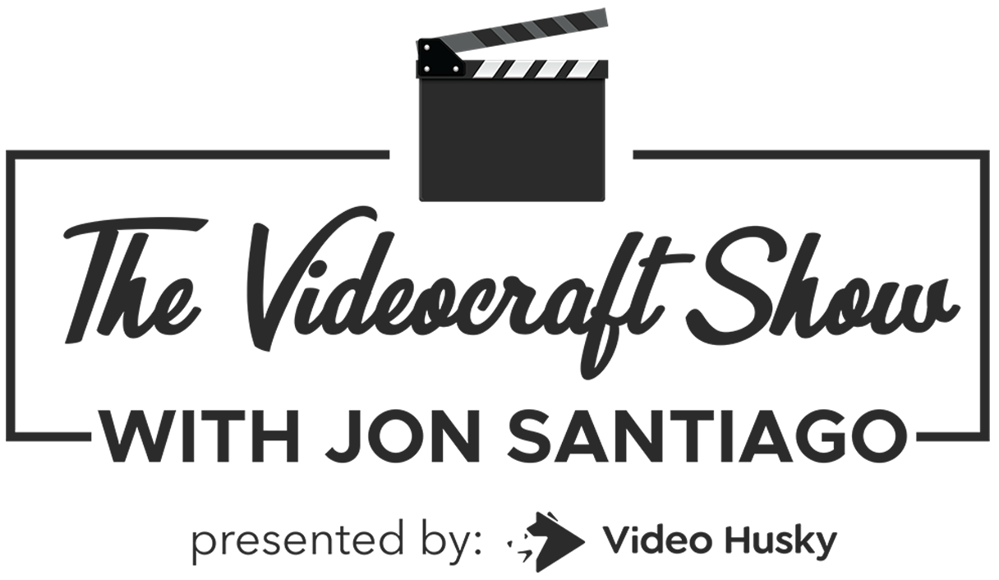 The Videocraft Show
WITH JON SANTIAGO
presented by: Video Husky